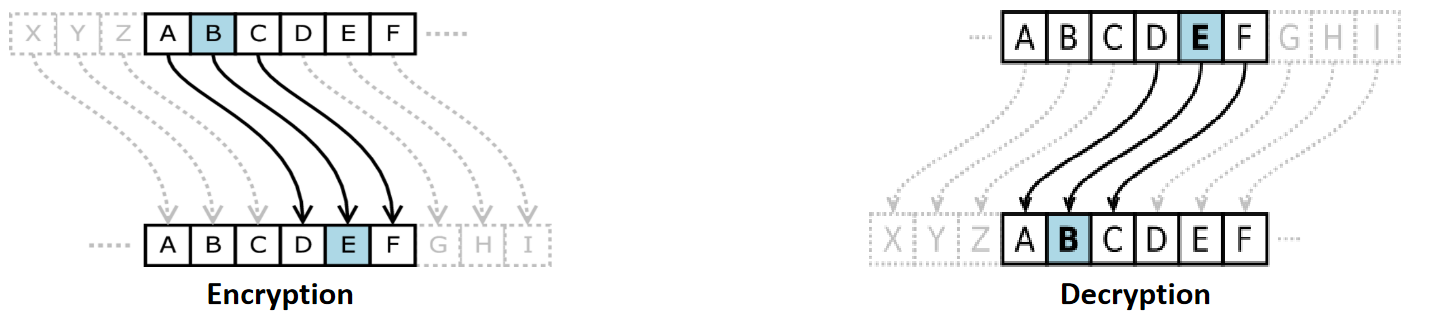 X Y Z A B C D E F .....
..... A B C D E F G H I
Encryption
.... A B C D E F G H I
X Y Z A B C D E F ....
Decryption